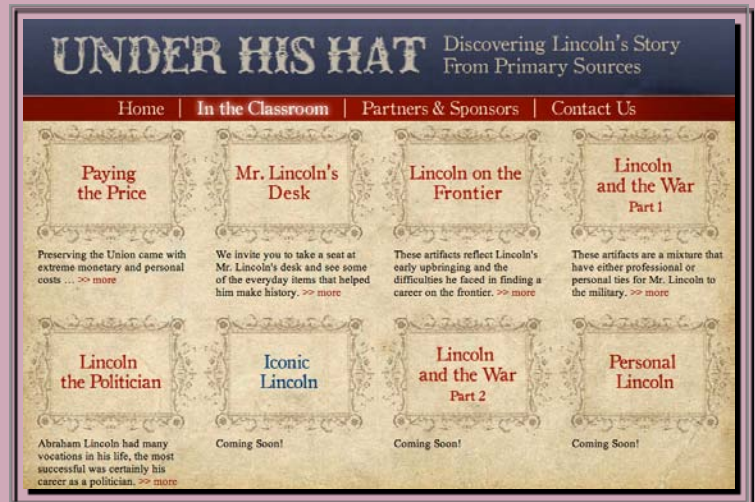 UNDER HIS HAT
Discovering Lincoln's Story
From Primary Sources
Home | In the Classroom | Partners & Sponsors | Contact Us
Paying
the Price
Preserving the Union came with
extreme monetary and personal
costs ... >> more
Mr. Lincoln's
Desk
We invite you to take a seat at
Mr. Lincoln's desk and see some
of the everyday items that helped
him make history. >> more
Lincoln on the
Frontier
These artifacts reflect Lincoln's
early upbringing and the
difficulties he faced in finding a
career on the frontier. >> more
Lincoln
and the War
Part 1
These artifacts are a mixture that
have either professional or
personal ties for Mr. Lincoln to
the military. >> more
Lincoln
the Politician
Abraham Lincoln had many
vocations in his life, the most
successful was certainly his
career as a politician. >> more
Iconic
Lincoln
Coming Soon!
Lincoln
and the War
Part 2
Coming Soon!
Personal
Lincoln
Coming Soon!